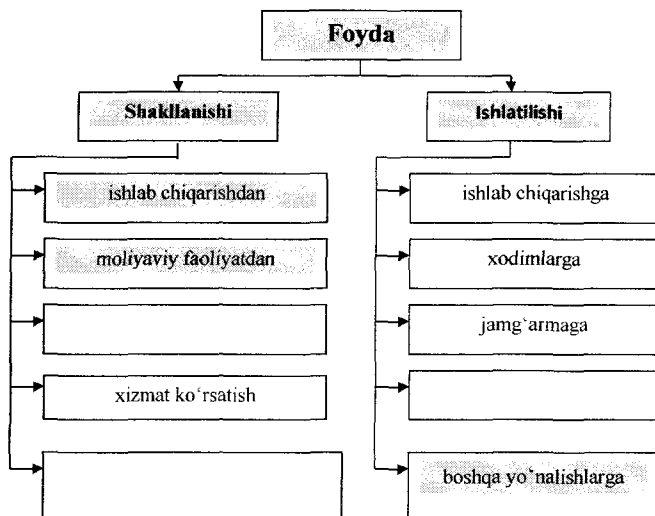 Foyda
Shakllanishi
Ishlatilishi
ishlab chiqarishdan
moliyaviy faoliyatdan
xizmat ko‘rsatish
ishlab chiqarishga
xodimlarga
jamg‘armaga
boshqa yo‘nalishlarga